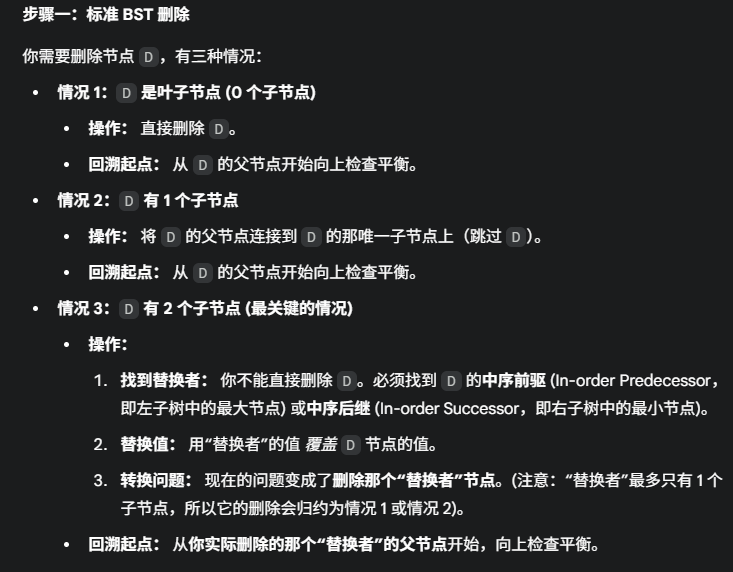 步骤一：标准 BST 删除
你需要删除节点 D，有三种情况：
• 情况 1： D 是叶子节点 (0 个子节点)
• 操作： 直接删除 D。
• 回溯起点： 从 D 的父节点开始向上检查平衡。
• 情况 2： D 有 1 个子节点
• 操作： 将 D 的父节点连接到 D 的那唯一子节点上（跳过 D）。
• 回溯起点： 从 D 的父节点开始向上检查平衡。
• 情况 3： D 有 2 个子节点 (最关键的情况)
• 操作：
1. 找到替换者： 你不能直接删除 D。必须找到 D 的中序前驱 (In-order Predecessor，
即左子树中的最大节点) 或中序后继 (In-order Successor，即右子树中的最小节点)。
2. 替换值： 用“替换者”的值 覆盖 D 节点的值。
3. 转换问题： 现在的问题变成了删除那个“替换者”节点。(注意：“替换者”最多只有 1 个
子节点，所以它的删除会归约为情况 1 或情况 2)。
• 回溯起点： 从你实际删除的那个“替换者”的父节点开始，向上检查平衡。